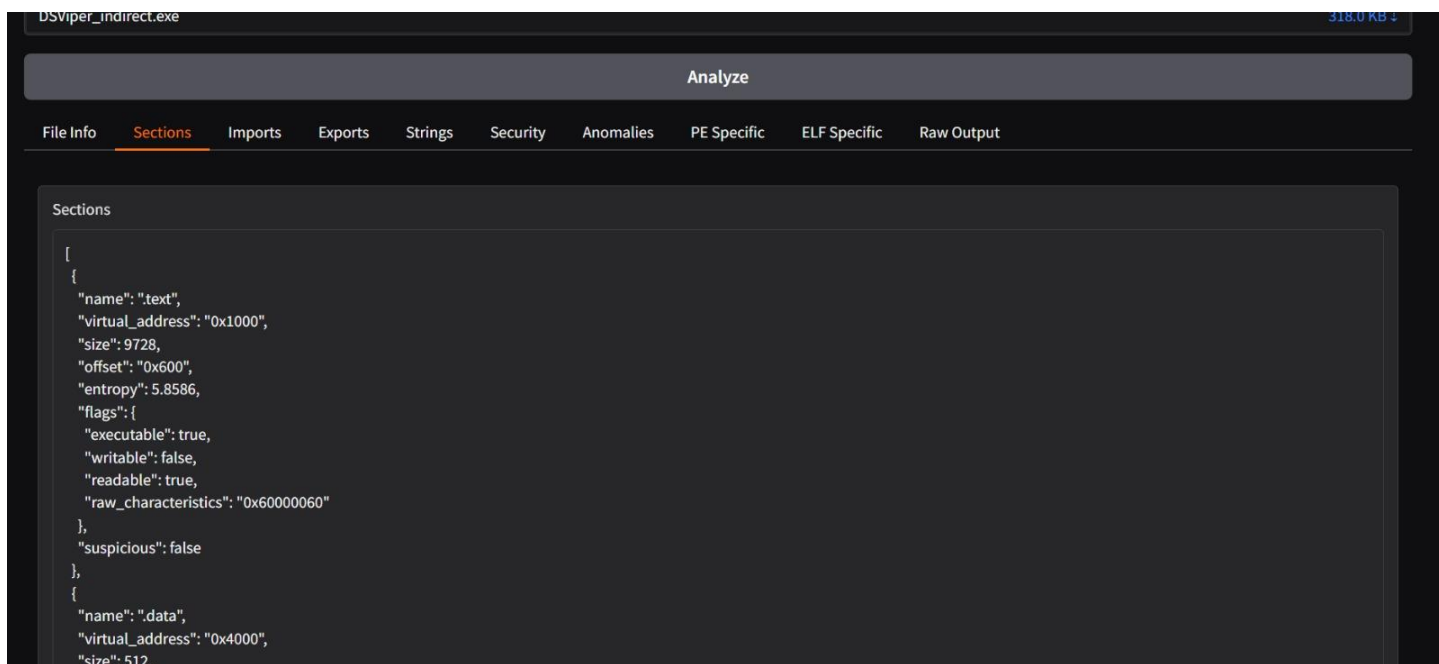 DSViper_indirect.exe 318.0 KB ↓
Analyze
File Info Sections Imports Exports Strings Security Anomalies PE Specific ELF Specific Raw Output
Sections
[
{
"name": ".text",
"virtual_address": "0x1000",
"size": 9728,
"offset": "0x600",
"entropy": 5.8586,
"flags": {
"executable": true,
"writable": false,
"readable": true,
"raw_characteristics": "0x60000060"
},
"suspicious": false
},
{
"name": ".data",
"virtual_address": "0x4000",
"size": 512,